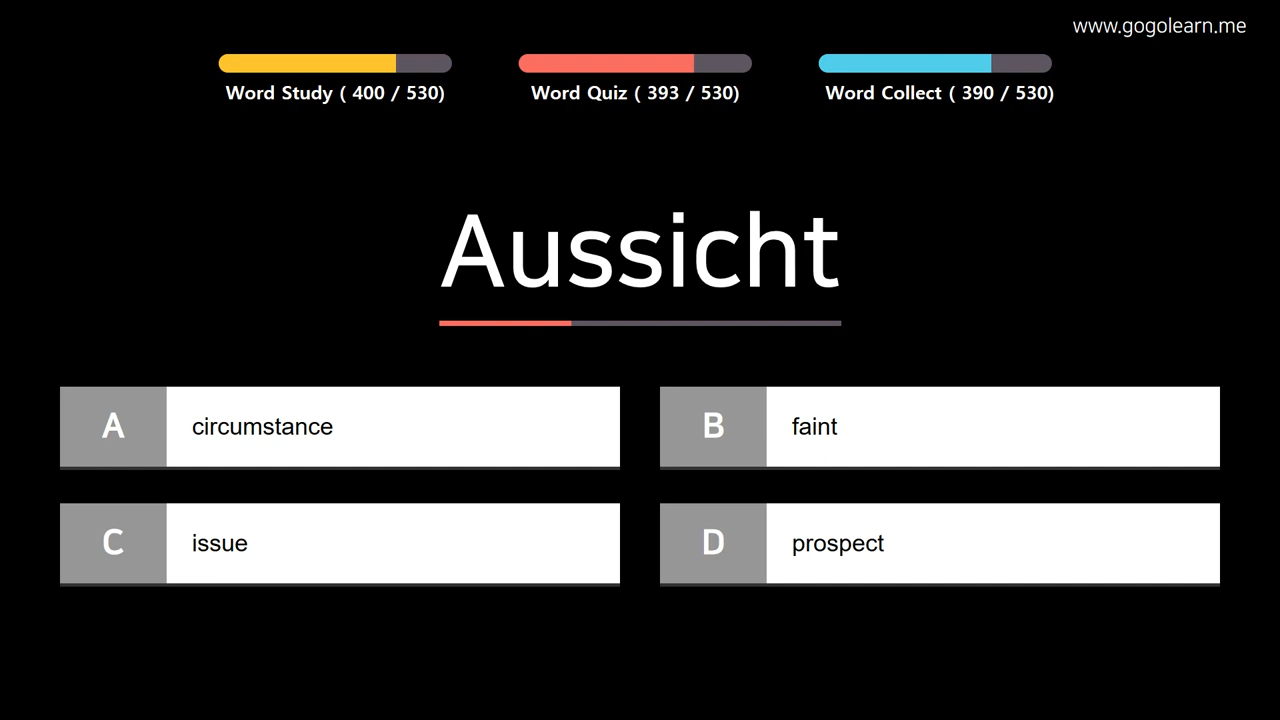 www.gogolearn.me
Word Study ( 400 / 530)
Word Quiz ( 393 / 530)
Word Collect ( 390 / 530)
Aussicht
A circumstance
B faint
C issue
D prospect